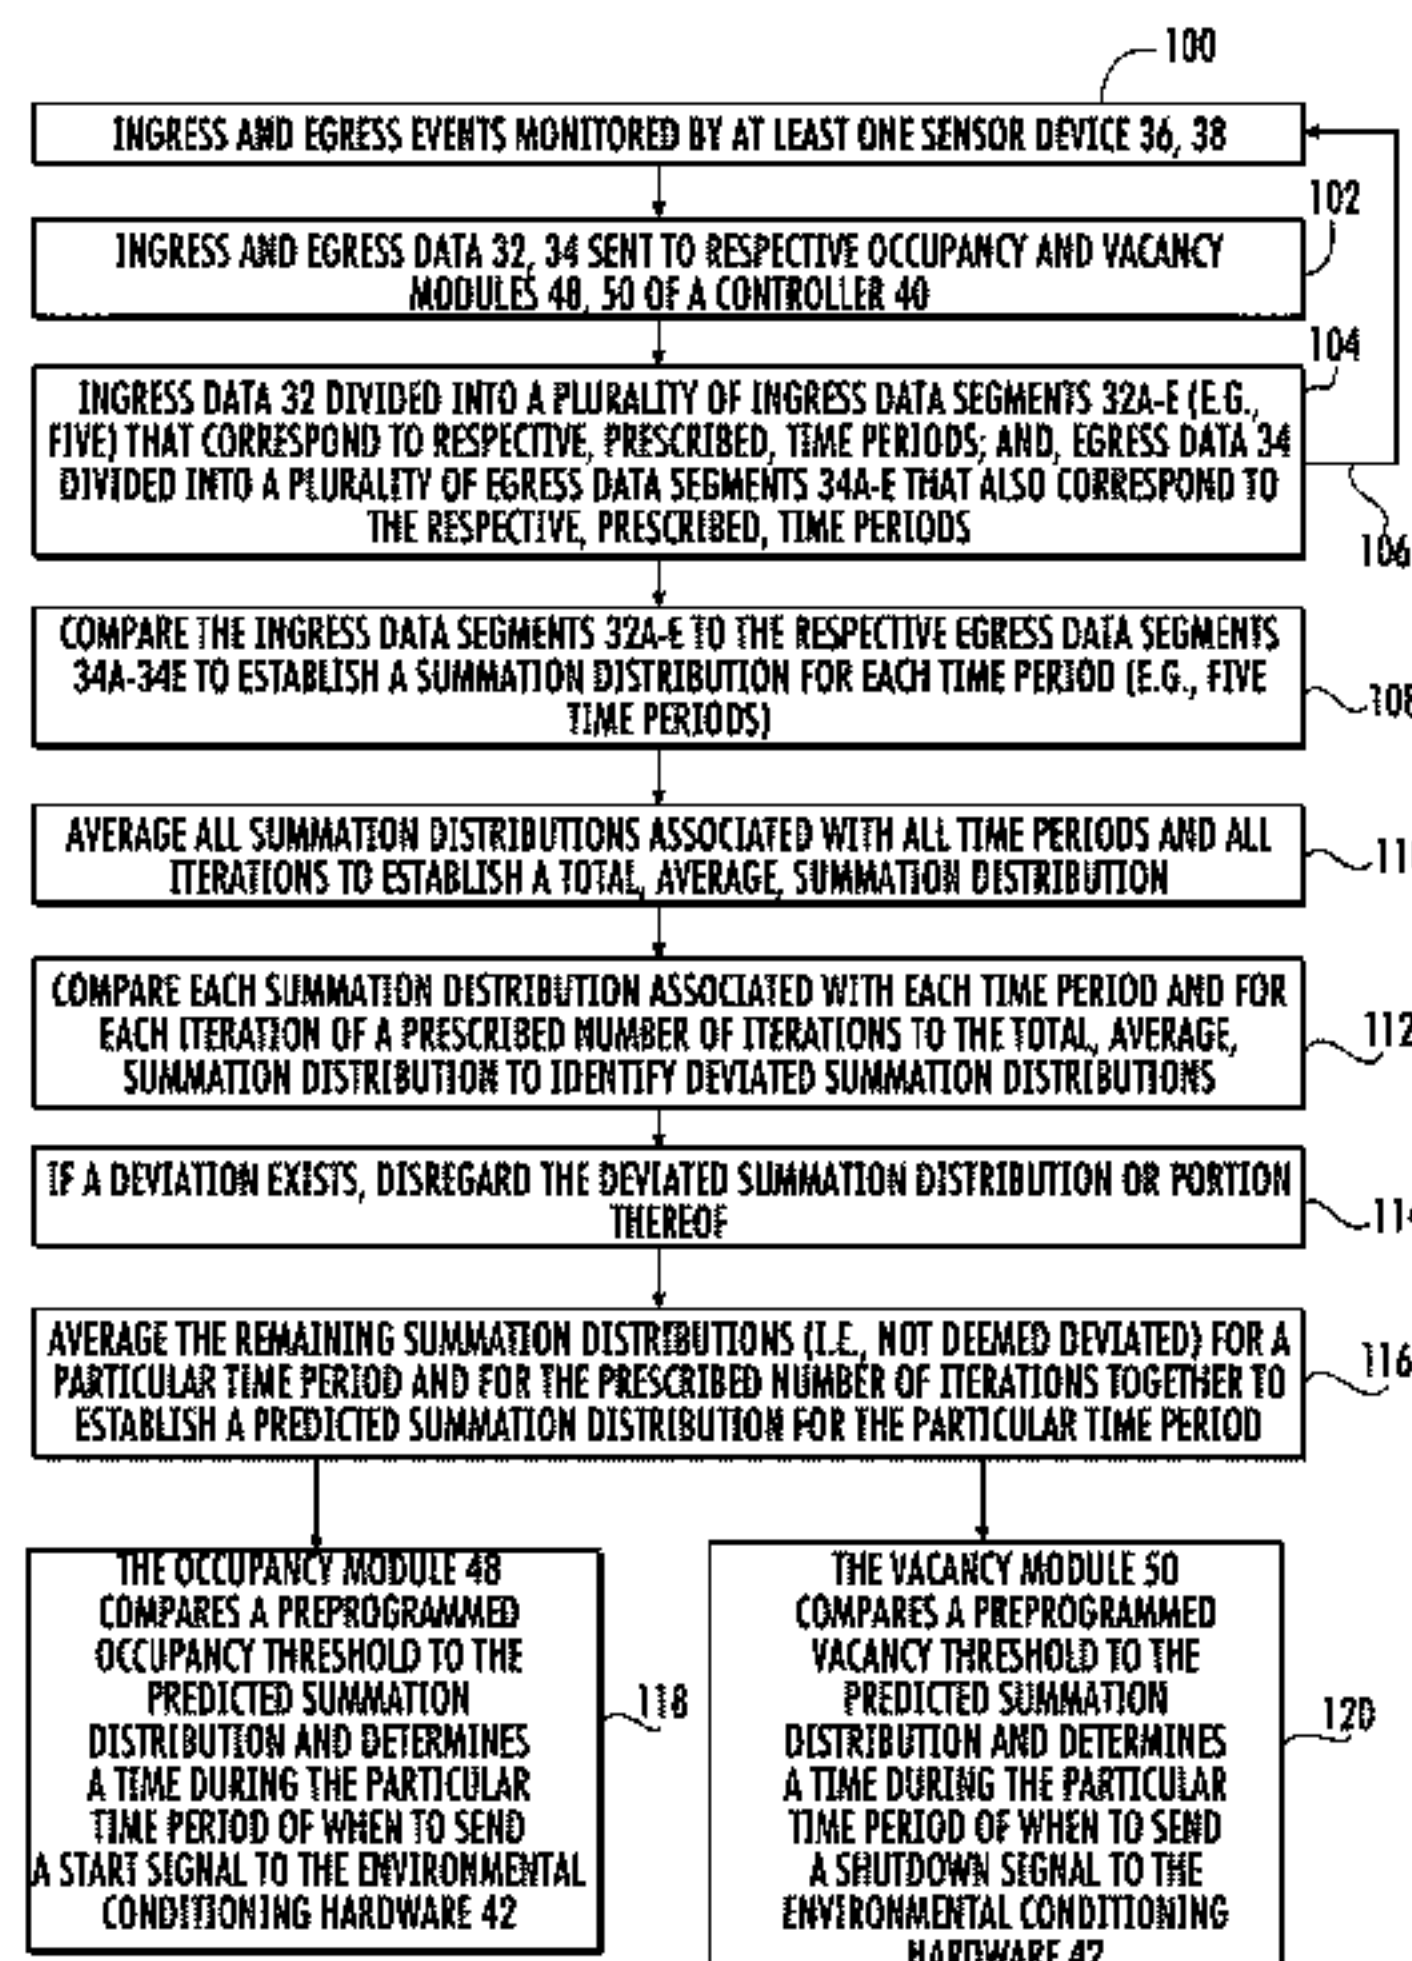 100
INGRESS AND EGRESS EVENTS MONITORED BY AT LEAST ONE SENSOR DEVICE 36, 38
102
INGRESS AND EGRESS DATA 32, 34 SENT TO RESPECTIVE OCCUPANCY AND VACANCY
MODULES 48, 50 OF A CONTROLLER 40
104
INGRESS DATA 32 DIVIDED INTO A PLURALITY OF INGRESS DATA SEGMENTS 32A-E (E.G.,
FIVE) THAT CORRESPOND TO RESPECTIVE, PRESCRIBED, TIME PERIODS; AND, EGRESS DATA 34
DIVIDED INTO A PLURALITY OF EGRESS DATA SEGMENTS 34A-E THAT ALSO CORRESPOND TO
THE RESPECTIVE, PRESCRIBED, TIME PERIODS
106
COMPARE THE INGRESS DATA SEGMENTS 32A-E TO THE RESPECTIVE EGRESS DATA SEGMENTS
34A-34E TO ESTABLISH A SUMMATION DISTRIBUTION FOR EACH TIME PERIOD (E.G., FIVE
TIME PERIODS)
108
AVERAGE ALL SUMMATION DISTRIBUTIONS ASSOCIATED WITH ALL TIME PERIODS AND ALL
ITERATIONS TO ESTABLISH A TOTAL, AVERAGE, SUMMATION DISTRIBUTION
COMPARE EACH SUMMATION DISTRIBUTION ASSOCIATED WITH EACH TIME PERIOD AND FOR
EACH ITERATION OF A PRESCRIBED NUMBER OF ITERATIONS TO THE TOTAL, AVERAGE,
SUMMATION DISTRIBUTION TO IDENTIFY DEVIATED SUMMATION DISTRIBUTIONS
112
IF A DEVIATION EXISTS, DISREGARD THE DEVIATED SUMMATION DISTRIBUTION OR PORTION
THEREOF
114
AVERAGE THE REMAINING SUMMATION DISTRIBUTIONS (I.E., NOT DEEMED DEVIATED) FOR A
PARTICULAR TIME PERIOD AND FOR THE PRESCRIBED NUMBER OF ITERATIONS TOGETHER TO
ESTABLISH A PREDICTED SUMMATION DISTRIBUTION FOR THE PARTICULAR TIME PERIOD
116
THE OCCUPANCY MODULE 48
COMPARES A PREPROGRAMMED
OCCUPANCY THRESHOLD TO THE
PREDICTED SUMMATION
DISTRIBUTION AND DETERMINES
A TIME DURING THE PARTICULAR
TIME PERIOD OF WHEN TO SEND
A START SIGNAL TO THE ENVIRONMENTAL
CONDITIONING HARDWARE 42
118
THE VACANCY MODULE 50
COMPARES A PREPROGRAMMED
VACANCY THRESHOLD TO THE
PREDICTED SUMMATION
DISTRIBUTION AND DETERMINES
A TIME DURING THE PARTICULAR
TIME PERIOD OF WHEN TO SEND
A SHUTDOWN SIGNAL TO THE
ENVIRONMENTAL CONDITIONING
HARDWARE 42
120